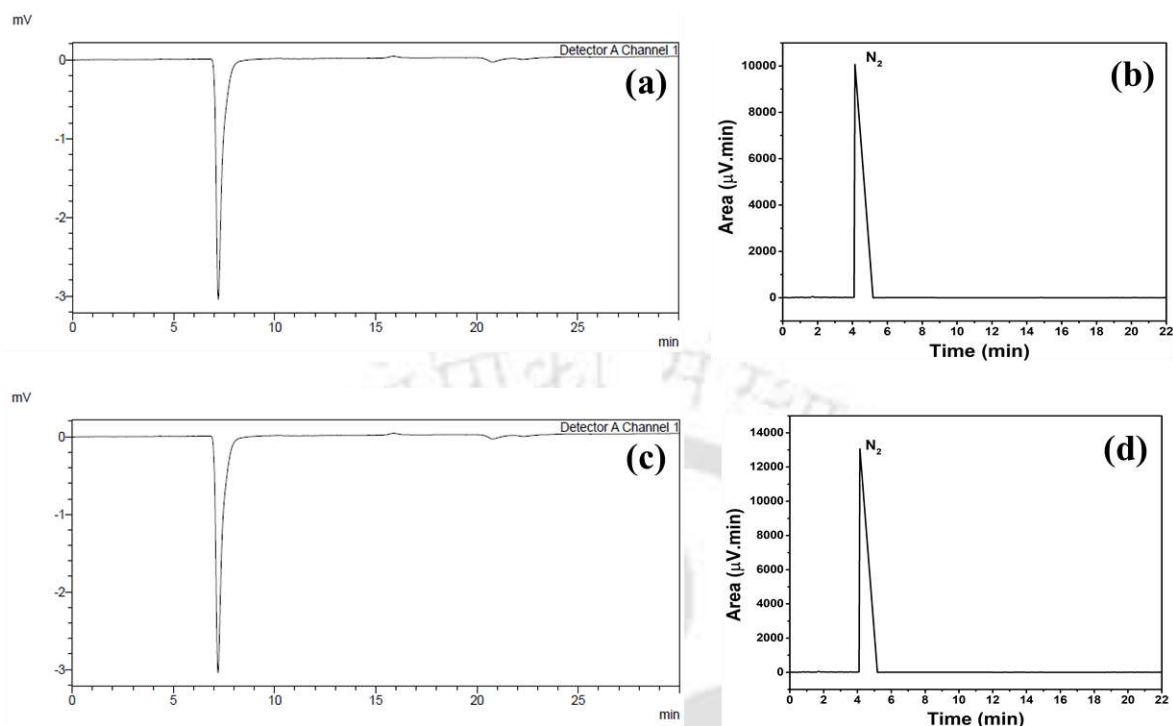 mV
Detector A Channel 1
(a)
0
-1
-2
-3
0 5 10 15 20 25
min
(b)
N₂
10000
8000
6000
4000
2000
0
Area (μV.min)
0 2 4 6 8 10 12 14 16 18 20 22
Time (min)
mV
Detector A Channel 1
(c)
0
-1
-2
-3
0 5 10 15 20 25
min
(d)
N₂
14000
12000
10000
8000
6000
4000
2000
0
Area (μV.min)
0 2 4 6 8 10 12 14 16 18 20 22
Time (min)